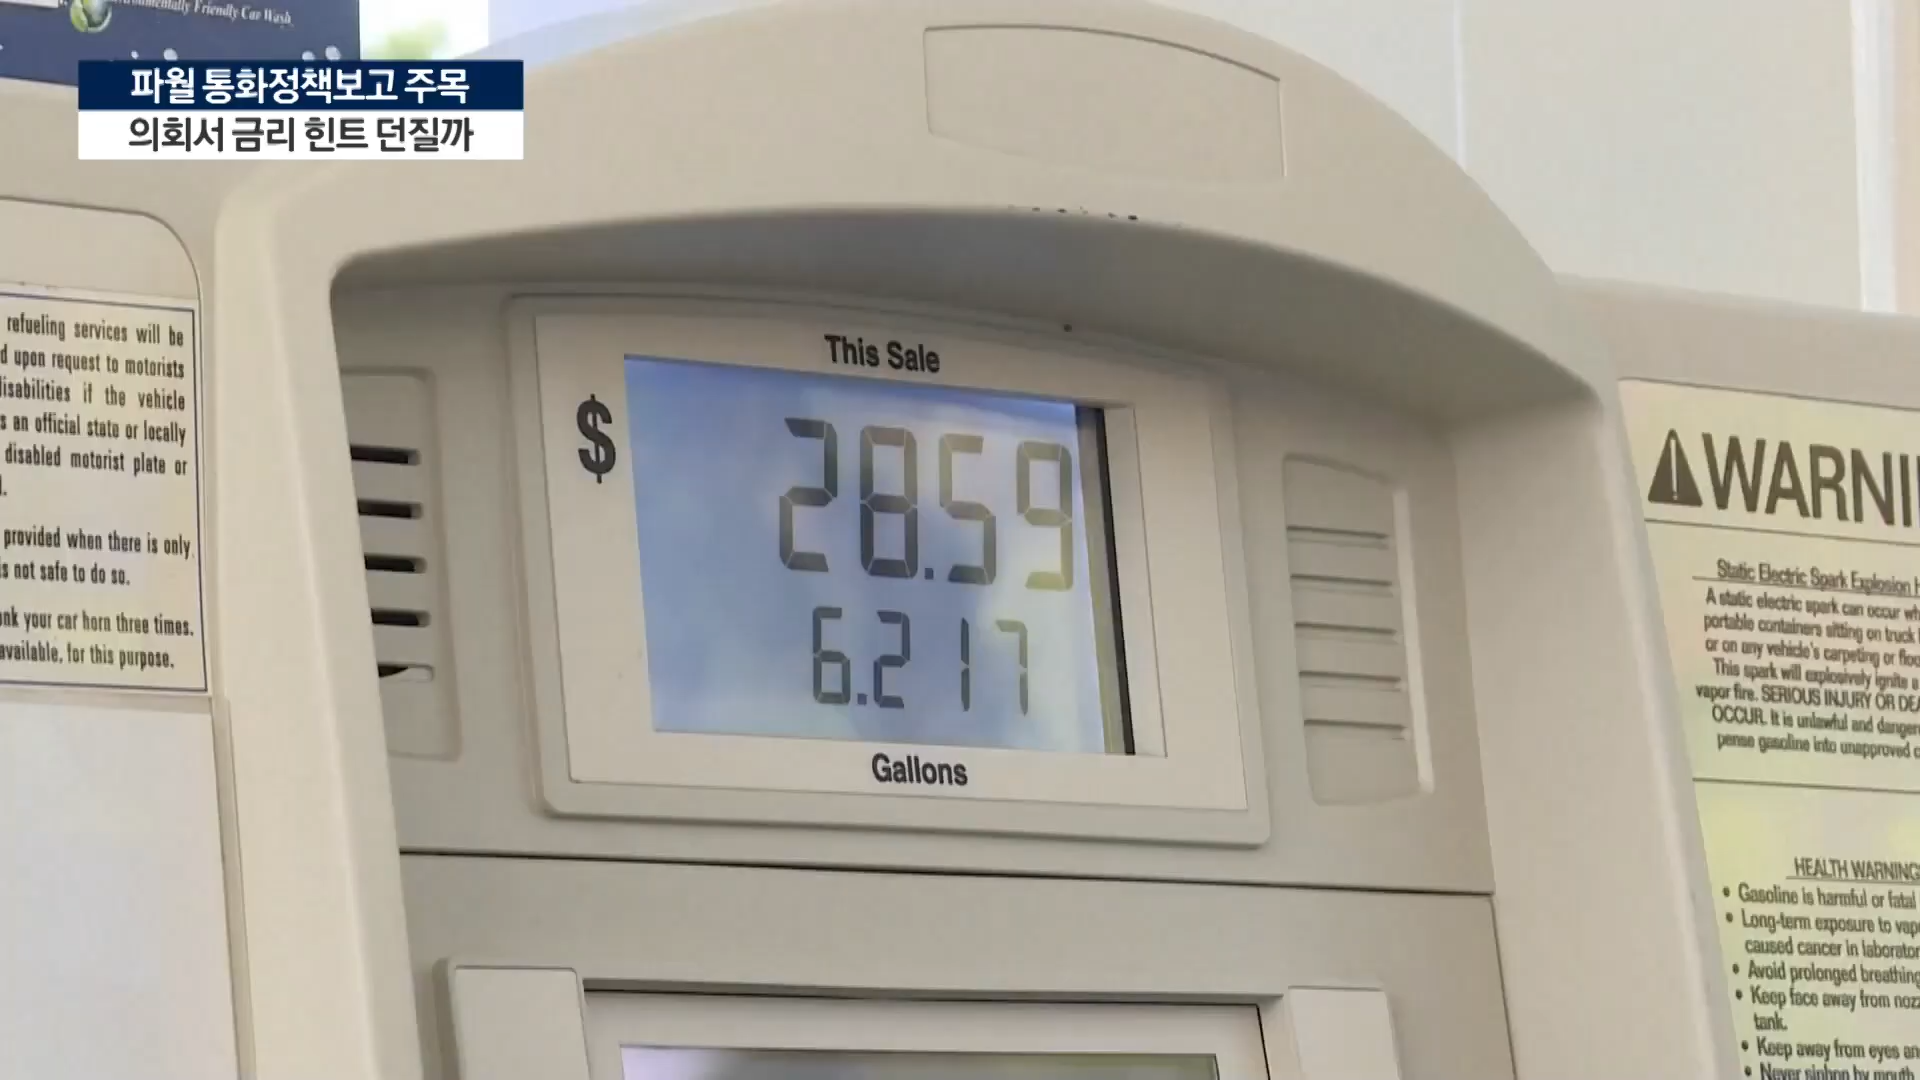 Friendly Car Wash
파월 통화정책보고 주목
의회서 금리 힌트 던질까
refueling services will be
d upon request to motorists
disabilities if the vehicle
s an official state or locally
disabled motorist plate or
provided when there is only
s not safe to do so.
nk your car horn three times.
available, for this purpose.
This Sale
$ 28.59
6.217
Gallons
WARNI
Static Electric Spark Explosion H
A static electric spark can occur wh
portable containers sitting on truck
or on any vehicle's carpeting or floo
This spark will explosively ignite a
vapor fire. SERIOUS INJURY OR DEA
OCCUR. It is unlawful and danger
pense gasoline into unapproved c
HEALTH WARNING
• Gasoline is harmful or fatal
• Long-term exposure to vap
caused cancer in laborator
• Avoid prolonged breathing
• Keep face away from noz
tank.
• Keep away from eyes an
• Never siphon by mouth